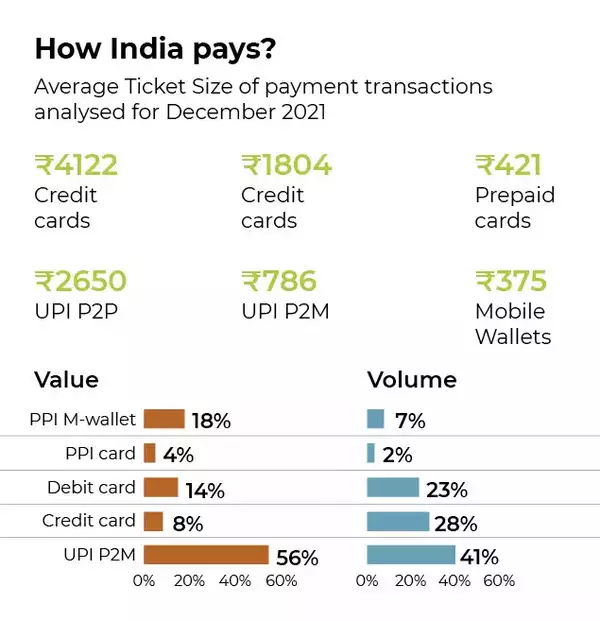 How India pays?
Average Ticket Size of payment transactions
analysed for December 2021
₹4122
Credit
cards
₹1804
Credit
cards
₹421
Prepaid
cards
₹2650
UPI P2P
₹786
UPI P2M
₹375
Mobile
Wallets
Value
PPI M-wallet 18%
PPI card 4%
Debit card 14%
Credit card 8%
UPI P2M 56%
0% 20% 40% 60%
Volume
7%
2%
23%
28%
41%
0% 20% 40% 60%